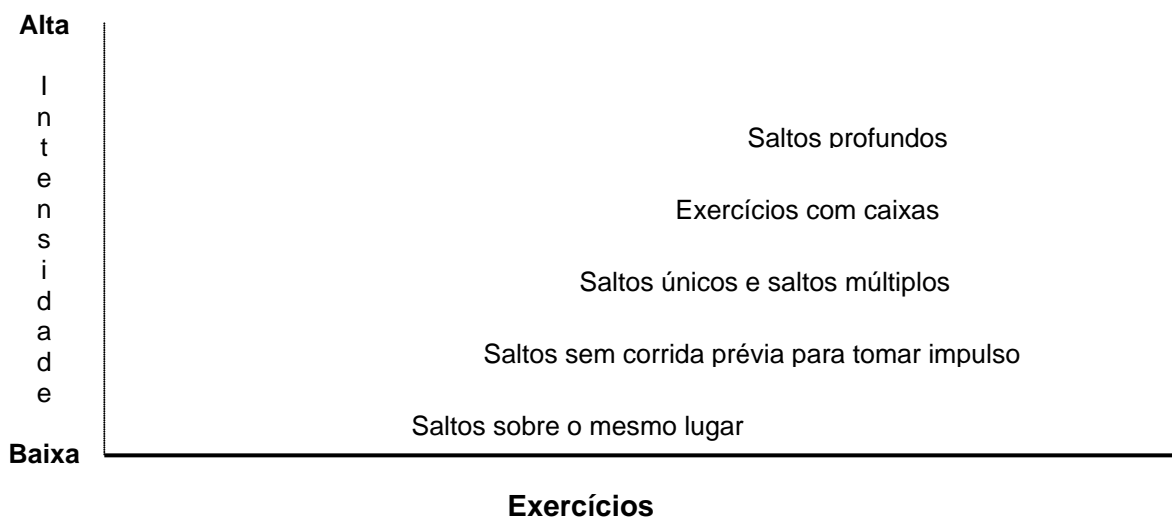 Alta
Intensidade
Saltos profundos
Exercícios com caixas
Saltos únicos e saltos múltiplos
Saltos sem corrida prévia para tomar impulso
Saltos sobre o mesmo lugar
Baixa
Exercícios